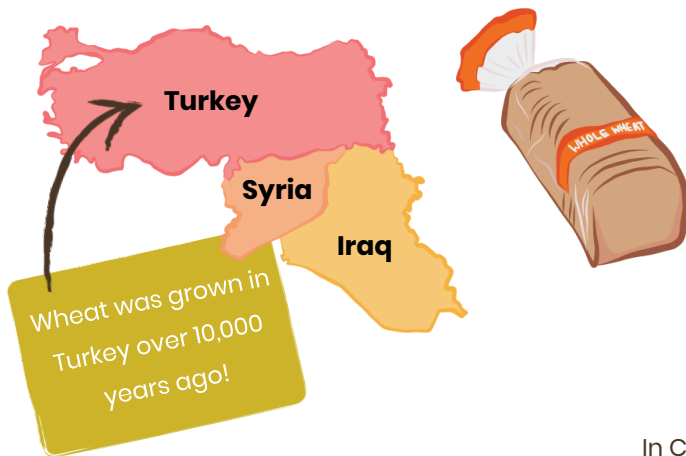 Turkey
WHOLE WHEAT
Syria
Iraq
Wheat was grown in
Turkey over 10,000
years ago!
In C